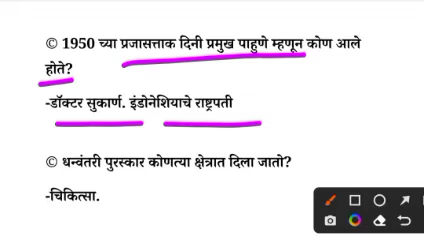 © 1950 च्या प्रजासत्ताक दिनी प्रमुख पाहुणे म्हणून कोण आले
होते?
-डॉक्टर सुकार्ण. इंडोनेशियाचे राष्ट्रपती
© धन्वंतरी पुरस्कार कोणत्या क्षेत्रात दिला जातो?
-चिकित्सा.